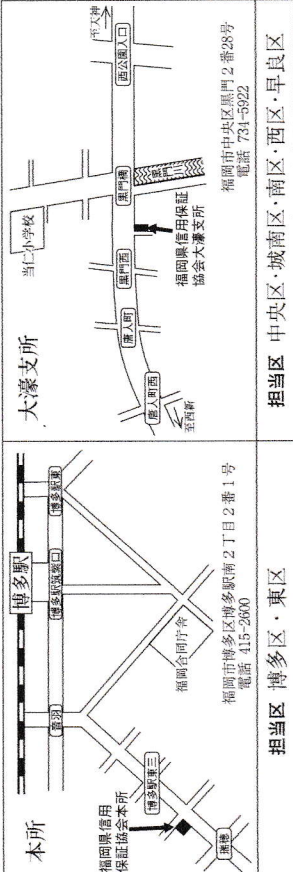 本所
博多駅
博多駅筑紫口
博多駅東
音羽
福岡合同庁舎
博多駅東三
福岡県信用
保証協会本所
瑞穂
福岡市博多区博多駅南2丁目2番1号
電話 415-2600
担当区 博多区・東区
大濠支所
当仁小学校
至天神
西公園入口
黒門橋
黒門川
黒門西
唐人町
唐人町西
至西新
福岡県信用保証
協会大濠支所
福岡市中央区黒門2番28号
電話 734-5922
担当区 中央区・城南区・南区・西区・早良区